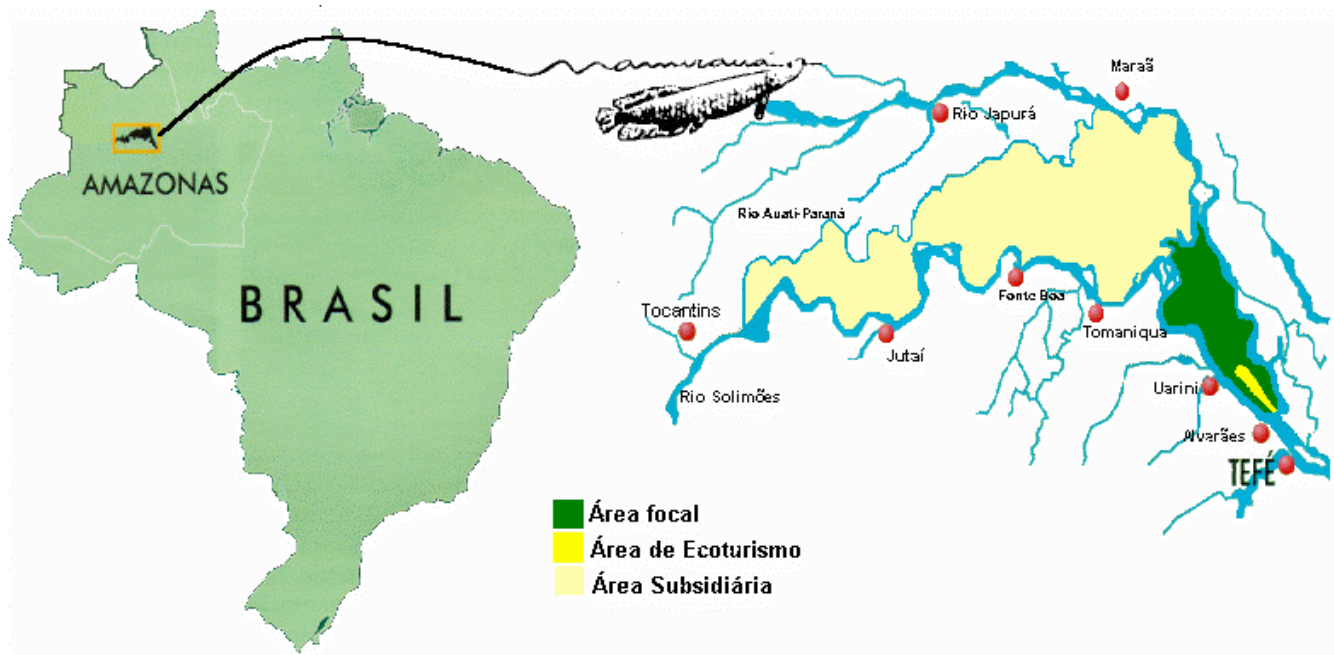 AMAZONAS
BRASIL
mamirauá
Maraã
Rio Japurá
Rio Auati-Paraná
Tocantins
Fonte Boa
Tomaniqua
Jutaí
Rio Solimões
Uarini
Alvarães
TEFÉ
Área focal
Área de Ecoturismo
Área Subsidiária